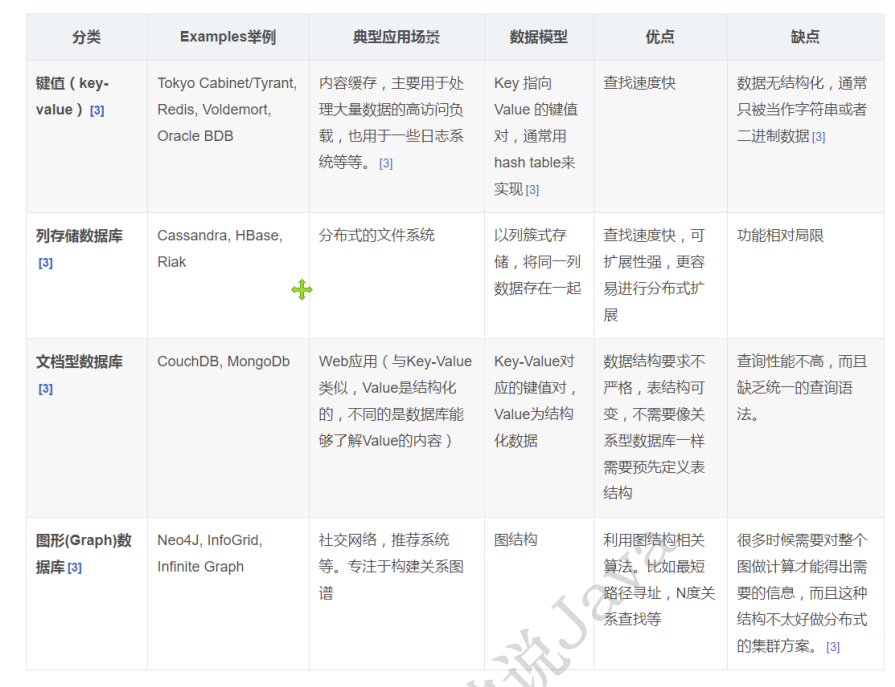 分类 Examples举例 典型应用场景 数据模型 优点 缺点
键值（key-
value）[3]
Tokyo Cabinet/Tyrant,
Redis, Voldemort,
Oracle BDB
内容缓存，主要用于处
理大量数据的高访问负
载，也用于一些日志系
统等等。[3]
Key 指向
Value 的键值
对，通常用
hash table来
实现[3]
查找速度快
数据无结构化，通常
只被当作字符串或者
二进制数据[3]
列存储数据库
[3]
Cassandra, HBase,
Riak
分布式的文件系统
以列簇式存
储，将同一列
数据存在一起
查找速度快，可
扩展性强，更容
易进行分布式扩
展
功能相对局限
文档型数据库
[3]
CouchDB, MongoDb
Web应用（与Key-Value
类似，Value是结构化
的，不同的是数据库能
够了解Value的内容）
Key-Value对
应的键值对，
Value为结构
化数据
数据结构要求不
严格，表结构可
变，不需要像关
系型数据库一样
需要预先定义表
结构
查询性能不高，而且
缺乏统一的查询语
法。
图形(Graph)数
据库[3]
Neo4J, InfoGrid,
Infinite Graph
社交网络，推荐系统
等。专注于构建关系图
谱
图结构
利用图结构相关
算法。比如最短
路径寻址，N度关
系查找等
很多时候需要对整个
图做计算才能得出需
要的信息，而且这种
结构不太好做分布式
的集群方案。[3]
说Java